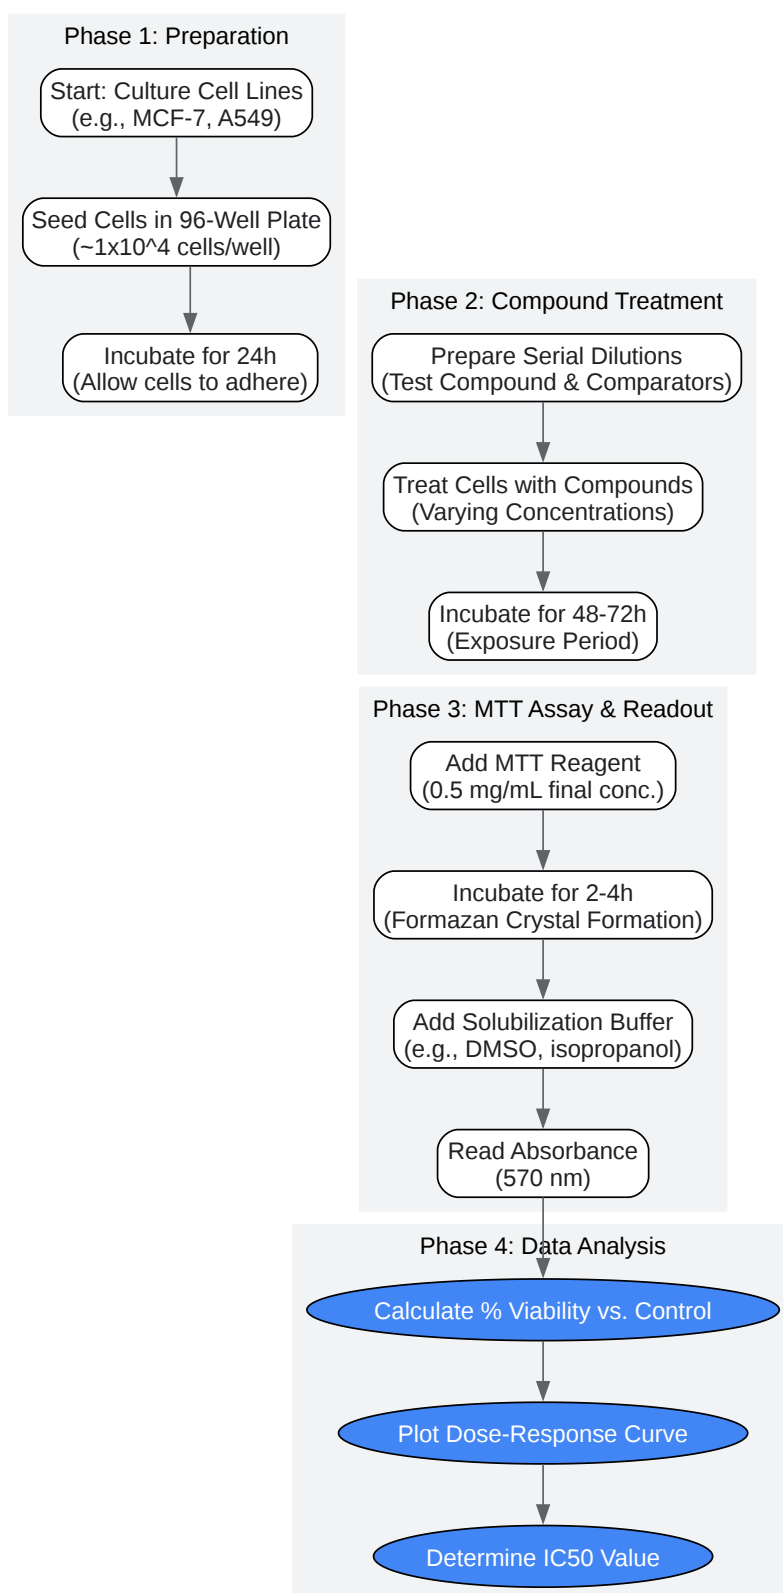 Phase 1: Preparation
Start: Culture Cell Lines
(e.g., MCF-7, A549)
Seed Cells in 96-Well Plate
(~1x10^4 cells/well)
Incubate for 24h
(Allow cells to adhere)
Phase 2: Compound Treatment
Prepare Serial Dilutions
(Test Compound & Comparators)
Treat Cells with Compounds
(Varying Concentrations)
Incubate for 48-72h
(Exposure Period)
Phase 3: MTT Assay & Readout
Add MTT Reagent
(0.5 mg/mL final conc.)
Incubate for 2-4h
(Formazan Crystal Formation)
Add Solubilization Buffer
(e.g., DMSO, isopropanol)
Read Absorbance
(570 nm)
Phase 4: Data Analysis
Calculate % Viability vs. Control
Plot Dose-Response Curve
Determine IC50 Value